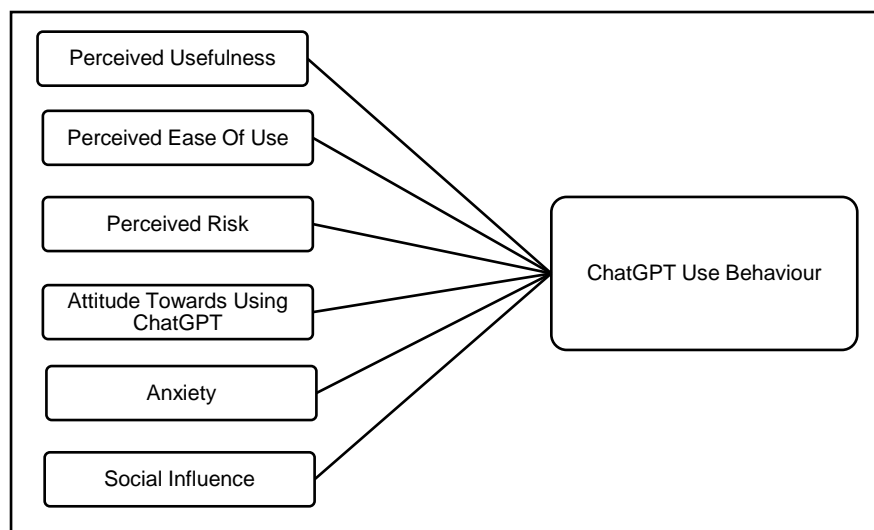 Perceived Usefulness
Perceived Ease Of Use
Perceived Risk
Attitude Towards Using
ChatGPT
Anxiety
Social Influence
ChatGPT Use Behaviour